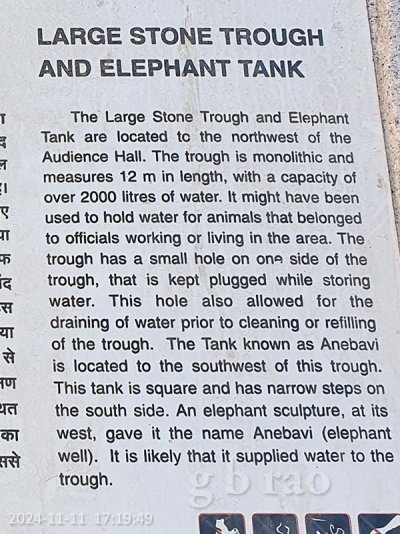 LARGE STONE TROUGH
AND ELEPHANT TANK
The Large Stone Trough and Elephant
Tank are located to the northwest of the
Audience Hall. The trough is monolithic and
measures 12 m in length, with a capacity of
over 2000 litres of water. It might have been
used to hold water for animals that belonged
to officials working or living in the area. The
trough has a small hole on one side of the
trough, that is kept plugged while storing
water. This hole also allowed for the
draining of water prior to cleaning or refilling
of the trough. The Tank known as Anebavi
is located to the southwest of this trough.
This tank is square and has narrow steps on
the south side. An elephant sculpture, at its
west, gave it the name Anebavi (elephant
well). It is likely that it supplied water to the
trough.
g b rao
2024-11-11 17:19:49